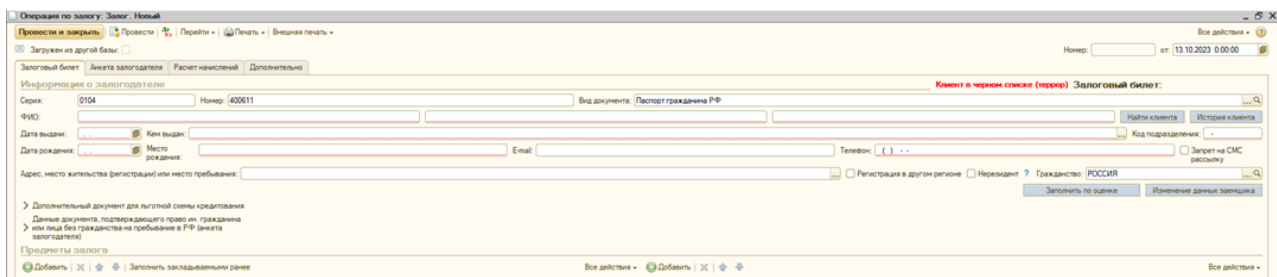 Операция по залогу: Залог. Новый
Провести и закрыть Провести Дт Кт Перейти Печать Внешняя печать Все действия
Загружен из другой базы: Номер: от: 13.10.2023 0:00:00
Залоговый билет Анкета залогодателя Расчет начислений Дополнительно
Информация о залогодателе Клиент в черном списке (террор) Залоговый билет:
Серия: 0104 Номер: 400611 Вид документа: Паспорт гражданина РФ ...
ФИО: Найти клиента История клиента
Дата выдачи: . . Кем выдан: ... Код подразделения: -
Дата рождения: . . Место рождения: E-mail: Телефон: ( ) - - Запрет на СМС рассылку
Адрес, место жительства (регистрации) или место пребывания: ... Регистрация в другом регионе Нерезидент ? Гражданство: РОССИЯ ...
Заполнить по оценке Изменение данных заемщика
Дополнительный документ для льготной схемы кредитования
Данные документа, подтверждающего право ин. гражданина
или лица без гражданства на пребывание в РФ (анкета
залогодателя)
Предметы залога
Добавить Заполнить закладываемыми ранее Все действия Добавить Все действия